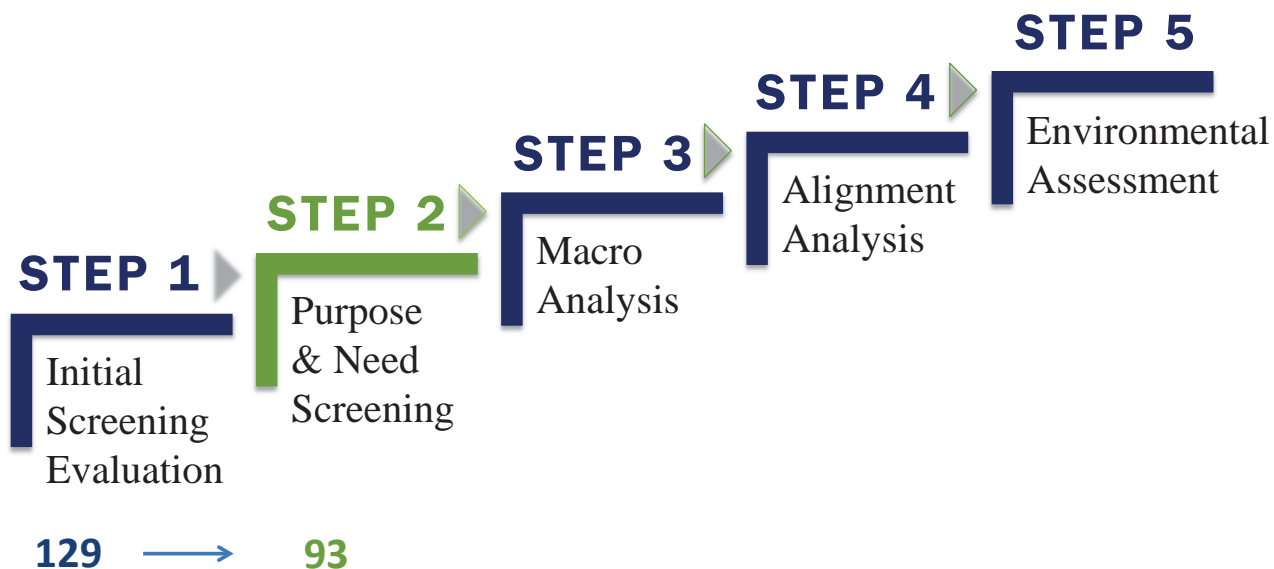 STEP 1
Initial
Screening
Evaluation
STEP 2
Purpose
& Need
Screening
STEP 3
Macro
Analysis
STEP 4
Alignment
Analysis
STEP 5
Environmental
Assessment
129
93